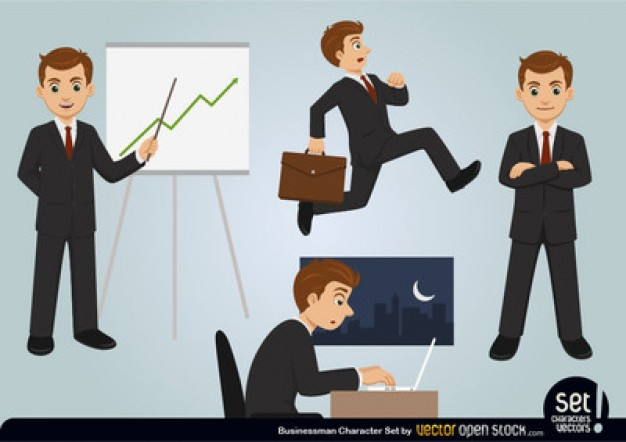 SET!
CHARACTERS
VECTORS!
Businessman Character Set by VECTOR OPEN STOCK.COM